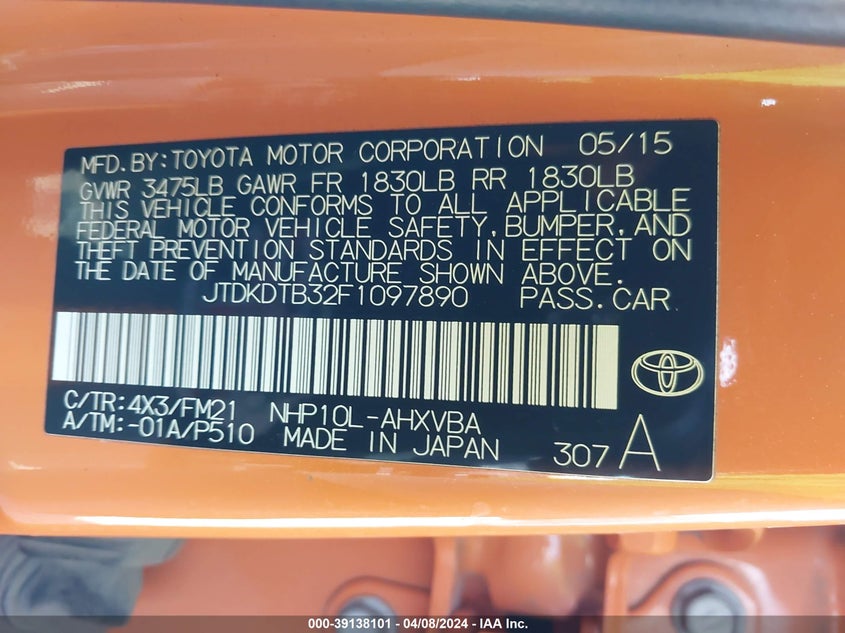 MFD.BY:TOYOTA MOTOR CORPORATION 05/15
GVWR 3475LB GAWR FR 1830LB RR 1830LB
THIS VEHICLE CONFORMS TO ALL APPLICABLE
FEDERAL MOTOR VEHICLE SAFETY,BUMPER,AND
THEFT PREVENTION STANDARDS IN EFFECT ON
THE DATE OF MANUFACTURE SHOWN ABOVE.
JTDKDTB32F1097890 PASS.CAR
C/TR:4X3/FM21 NHP10L-AHXVBA
A/TM:-01A/P510 MADE IN JAPAN 307 A
000-39138101 - 04/08/2024 - IAA Inc.